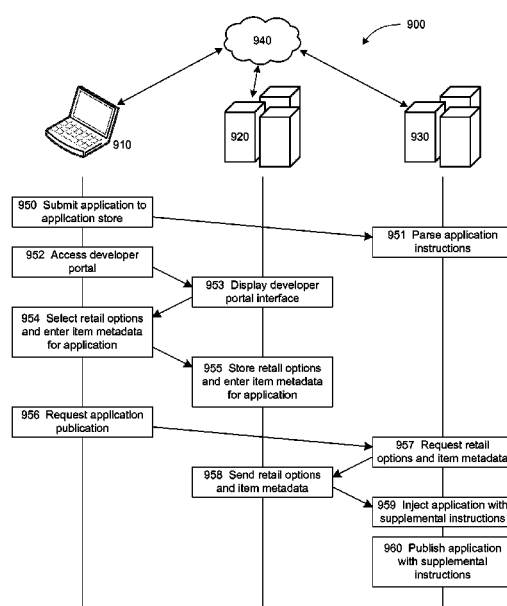 940
900
910
920
930
950 Submit application to
application store
951 Parse application
instructions
952 Access developer
portal
953 Display developer
portal interface
954 Select retail options
and enter item metadata
for application
955 Store retail options
and enter item metadata
for application
956 Request application
publication
957 Request retail
options and item metadata
958 Send retail options
and item metadata
959 Inject application with
supplemental instructions
960 Publish application
with supplemental
instructions